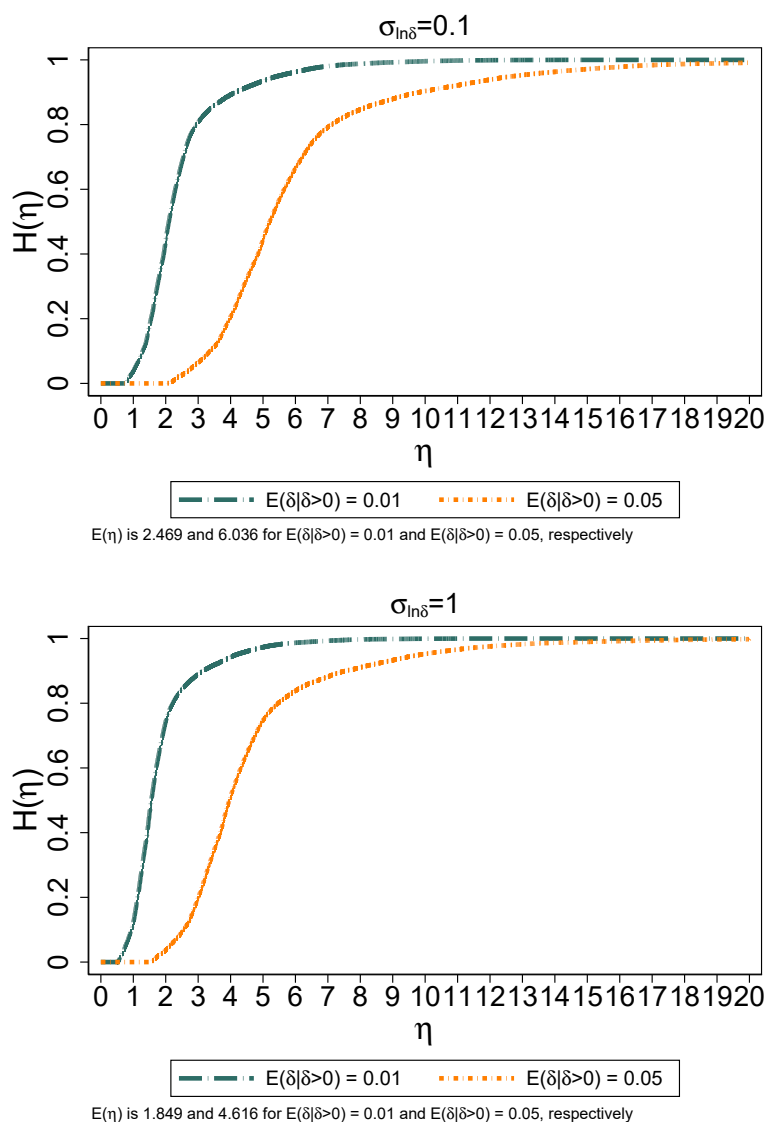 σlnδ=0.1
H(η)
1
0.8
0.6
0.4
0.2
0
0 1 2 3 4 5 6 7 8 9 10 11 12 13 14 15 16 17 18 19 20
η
E(δ|δ>0) = 0.01 E(δ|δ>0) = 0.05
E(η) is 2.469 and 6.036 for E(δ|δ>0) = 0.01 and E(δ|δ>0) = 0.05, respectively
σlnδ=1
H(η)
1
0.8
0.6
0.4
0.2
0
0 1 2 3 4 5 6 7 8 9 10 11 12 13 14 15 16 17 18 19 20
η
E(δ|δ>0) = 0.01 E(δ|δ>0) = 0.05
E(η) is 1.849 and 4.616 for E(δ|δ>0) = 0.01 and E(δ|δ>0) = 0.05, respectively